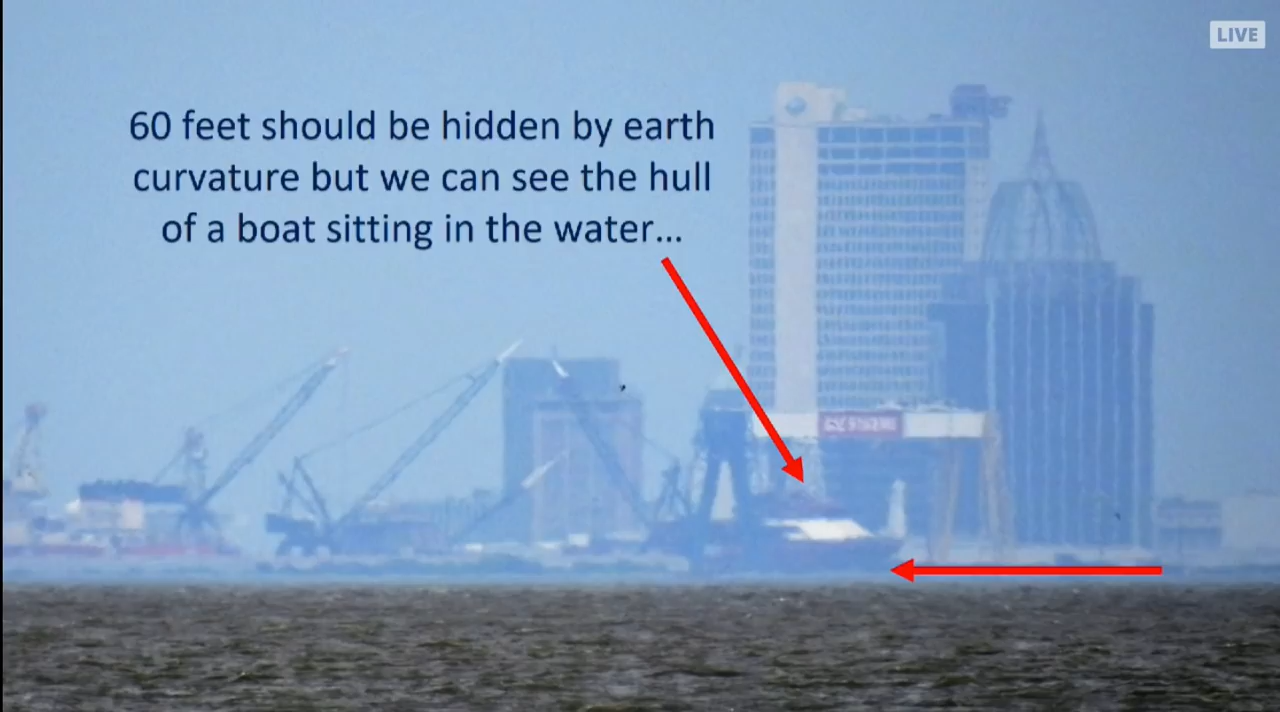 LIVE
60 feet should be hidden by earth
curvature but we can see the hull
of a boat sitting in the water...